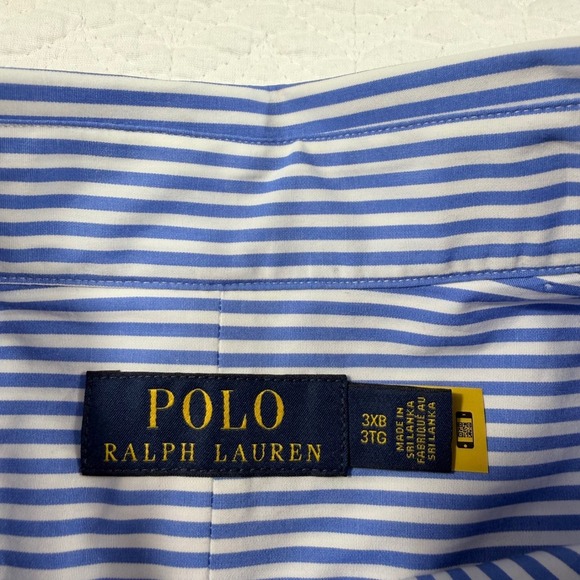 POLO
RALPH LAUREN
3XB
3TG
MADE IN
SRI LANKA
FABRIQUÉ AU
SRI LANKA